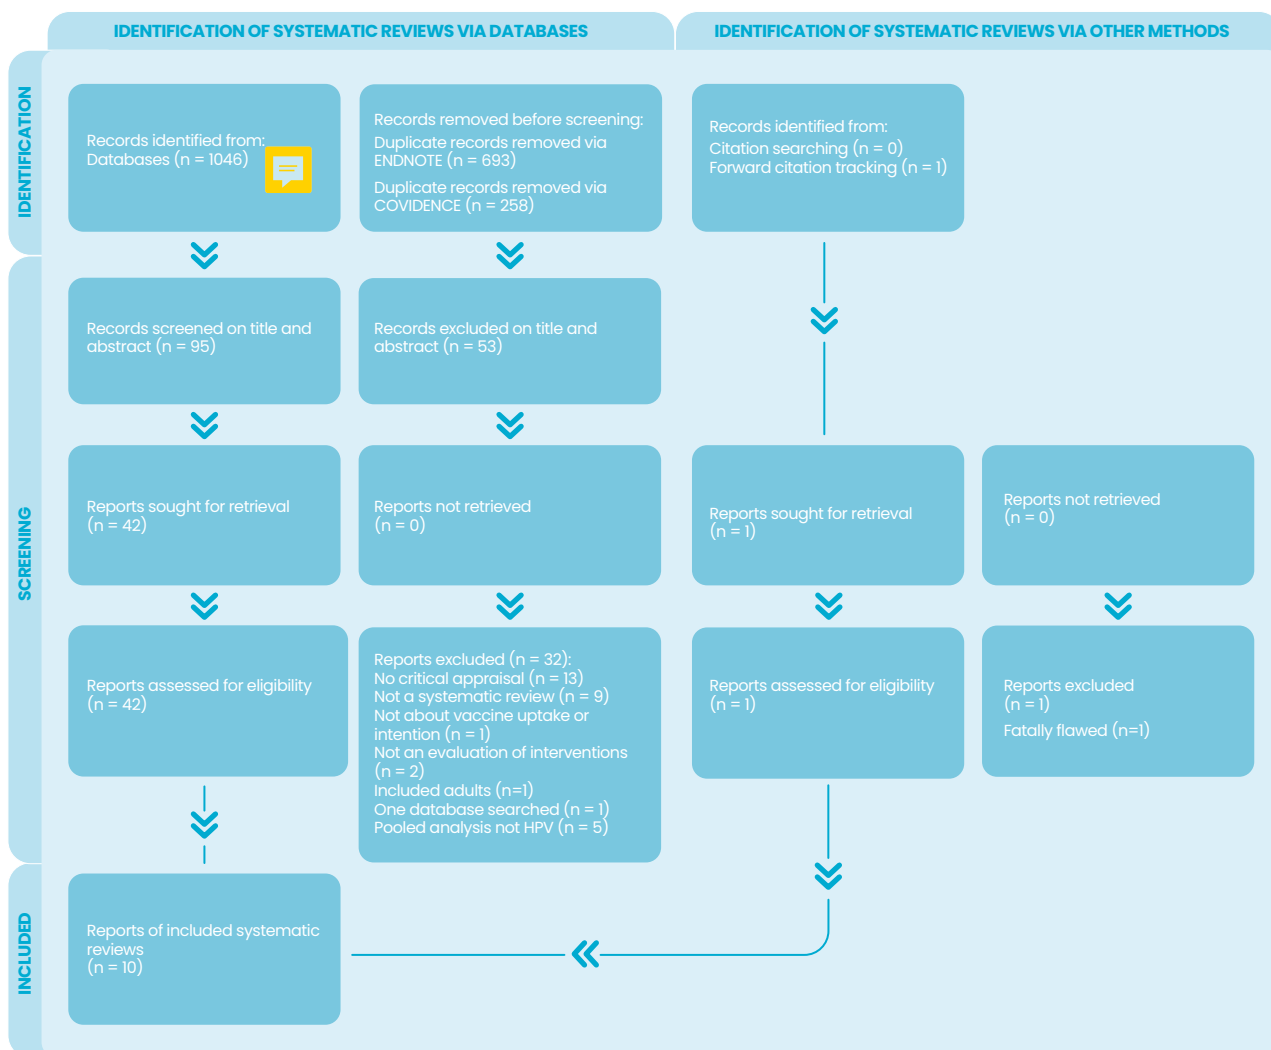 IDENTIFICATION OF SYSTEMATIC REVIEWS VIA DATABASES
IDENTIFICATION OF SYSTEMATIC REVIEWS VIA OTHER METHODS
IDENTIFICATION
Records identified from:
Databases (n = 1046)
Records removed before screening:
Duplicate records removed via
ENDNOTE (n = 693)
Duplicate records removed via
COVIDENCE (n = 258)
Records identified from:
Citation searching (n = 0)
Forward citation tracking (n = 1)
SCREENING
Records screened on title and
abstract (n = 95)
Records excluded on title and
abstract (n = 53)
Reports sought for retrieval
(n = 42)
Reports not retrieved
(n = 0)
Reports sought for retrieval
(n = 1)
Reports not retrieved
(n = 0)
Reports assessed for eligibility
(n = 42)
Reports excluded (n = 32):
No critical appraisal (n = 13)
Not a systematic review (n = 9)
Not about vaccine uptake or
intention (n = 1)
Not an evaluation of interventions
(n = 2)
Included adults (n=1)
One database searched (n = 1)
Pooled analysis not HPV (n = 5)
Reports assessed for eligibility
(n = 1)
Reports excluded
(n = 1)
Fatally flawed (n=1)
INCLUDED
Reports of included systematic
reviews
(n = 10)